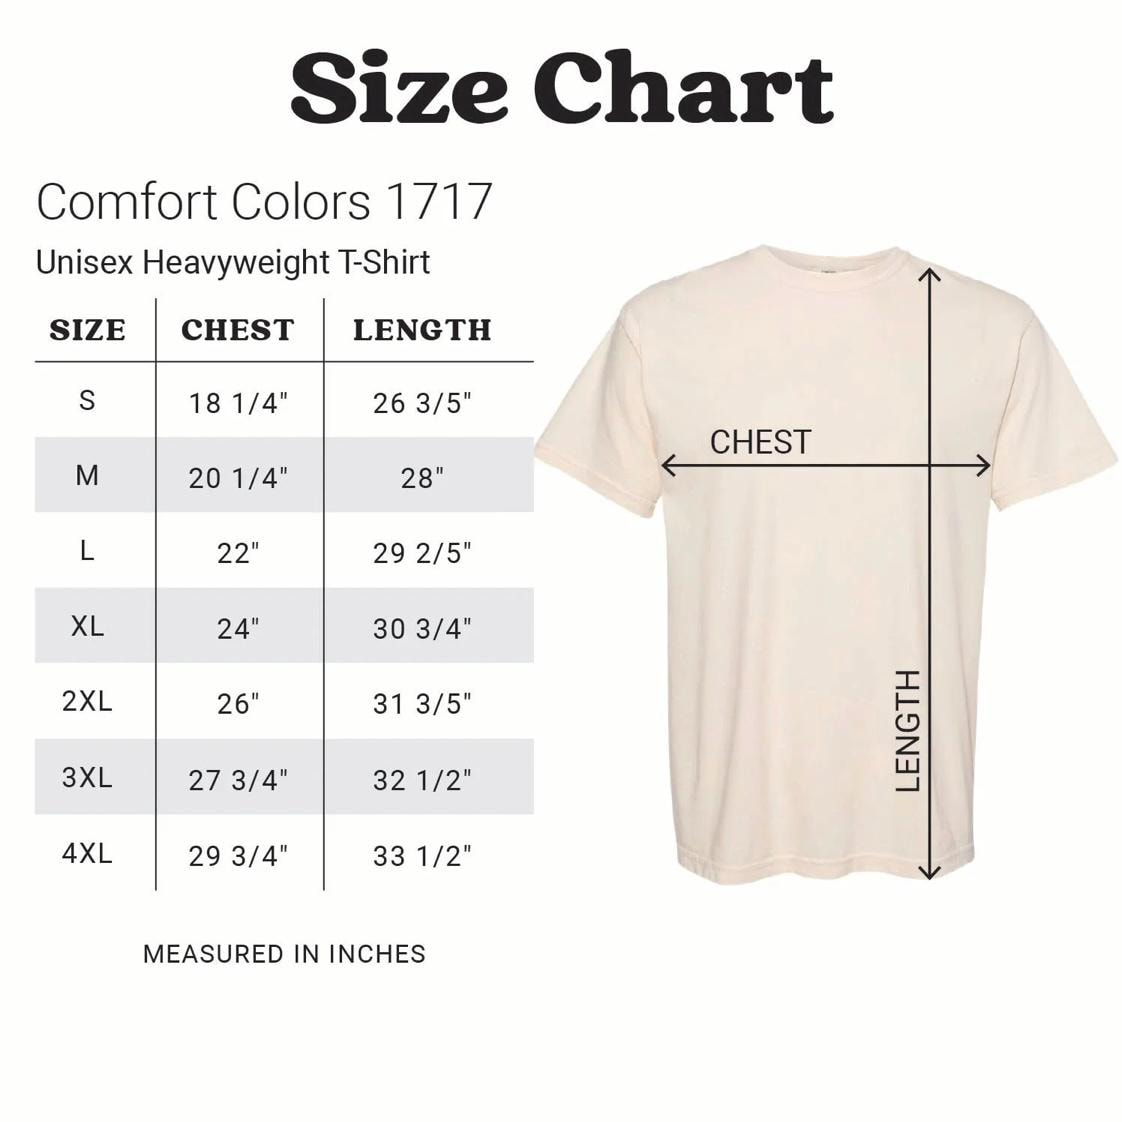 Size Chart
Comfort Colors 1717
Unisex Heavyweight T-Shirt
SIZE CHEST LENGTH
S 18 1/4" 26 3/5"
M 20 1/4" 28"
L 22" 29 2/5"
XL 24" 30 3/4"
2XL 26" 31 3/5"
3XL 27 3/4" 32 1/2"
4XL 29 3/4" 33 1/2"
MEASURED IN INCHES
CHEST
LENGTH